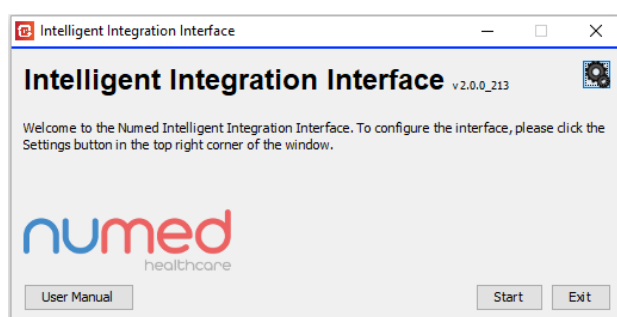 Intelligent Integration Interface
Intelligent Integration Interface v2.0.0_213
Welcome to the Numed Intelligent Integration Interface. To configure the interface, please click the
Settings button in the top right corner of the window.
numed
healthcare
User Manual Start Exit